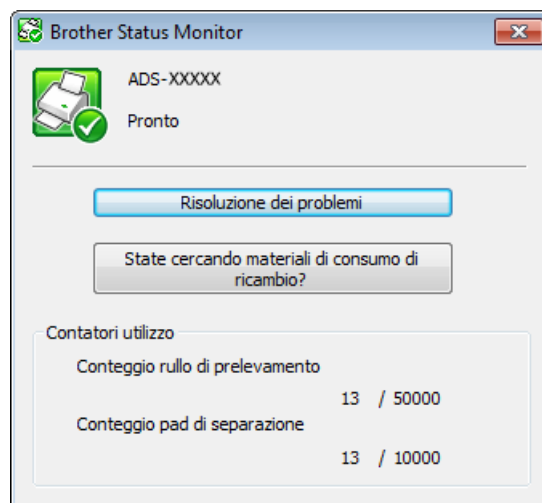 Brother Status Monitor
ADS-XXXXX
Pronto
Risoluzione dei problemi
State cercando materiali di consumo di
ricambio?
Contatori utilizzo
Conteggio rullo di prelevamento
13 / 50000
Conteggio pad di separazione
13 / 10000